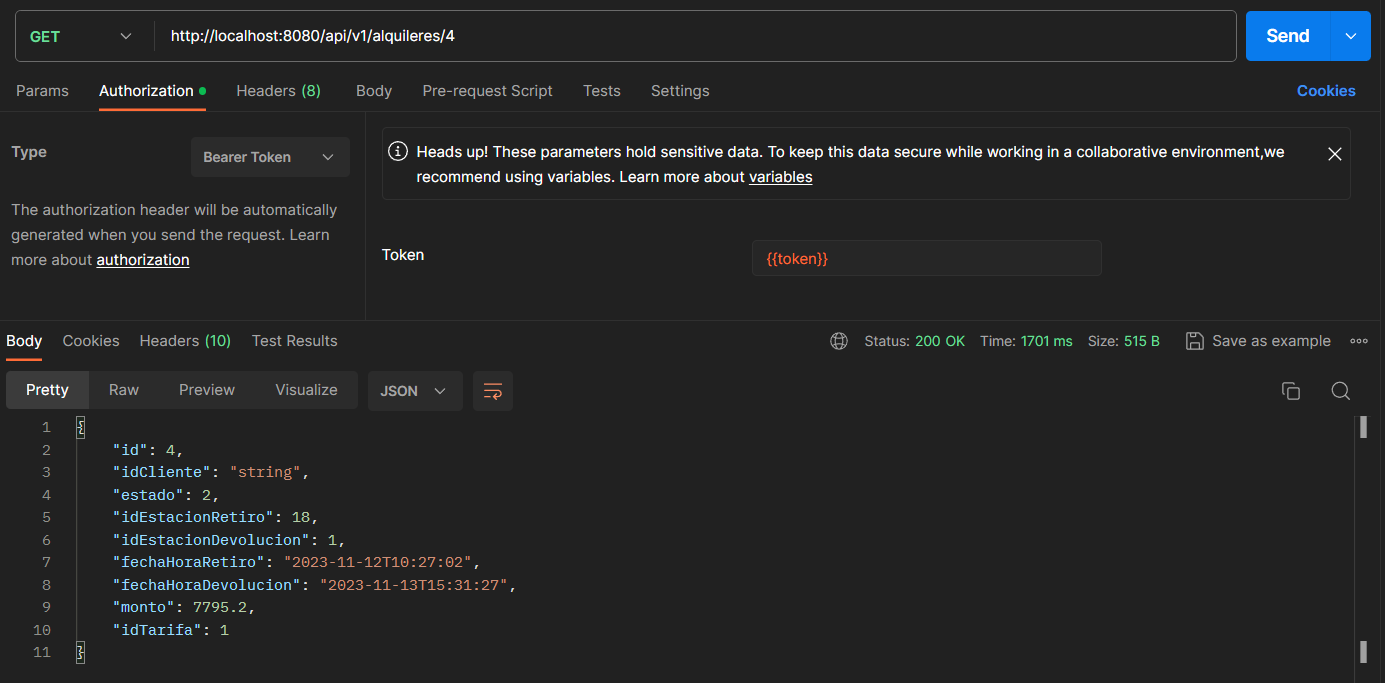 GET http://localhost:8080/api/v1/alquileres/4 Send
Params Authorization Headers (8) Body Pre-request Script Tests Settings Cookies
Type Bearer Token
The authorization header will be automatically
generated when you send the request. Learn
more about authorization
Heads up! These parameters hold sensitive data. To keep this data secure while working in a collaborative environment,we
recommend using variables. Learn more about variables
Token {{token}}
Body Cookies Headers (10) Test Results Status: 200 OK Time: 1701 ms Size: 515 B Save as example
Pretty Raw Preview Visualize JSON
1 {
2 "id": 4,
3 "idCliente": "string",
4 "estado": 2,
5 "idEstacionRetiro": 18,
6 "idEstacionDevolucion": 1,
7 "fechaHoraRetiro": "2023-11-12T10:27:02",
8 "fechaHoraDevolucion": "2023-11-13T15:31:27",
9 "monto": 7795.2,
10 "idTarifa": 1
11 }